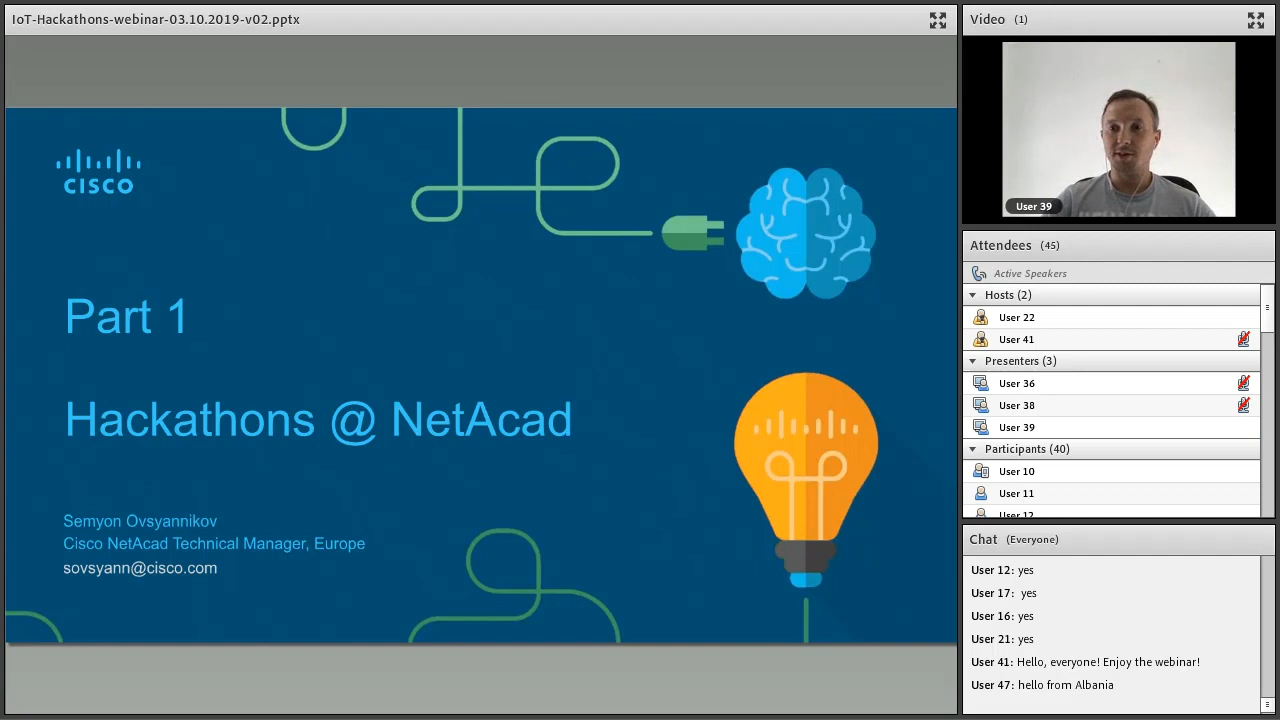 IoT-Hackathons-webinar-03.10.2019-v02.pptx
CISCO
Part 1
Hackathons @ NetAcad
Semyon Ovsyannikov
Cisco NetAcad Technical Manager, Europe
sovsyann@cisco.com
Video (1)
User 39
Attendees (45)
Active Speakers
Hosts (2)
User 22
User 41
Presenters (3)
User 36
User 38
User 39
Participants (40)
User 10
User 11
User 12
Chat (Everyone)
User 12: yes
User 17: yes
User 16: yes
User 21: yes
User 41: Hello, everyone! Enjoy the webinar!
User 47: hello from Albania